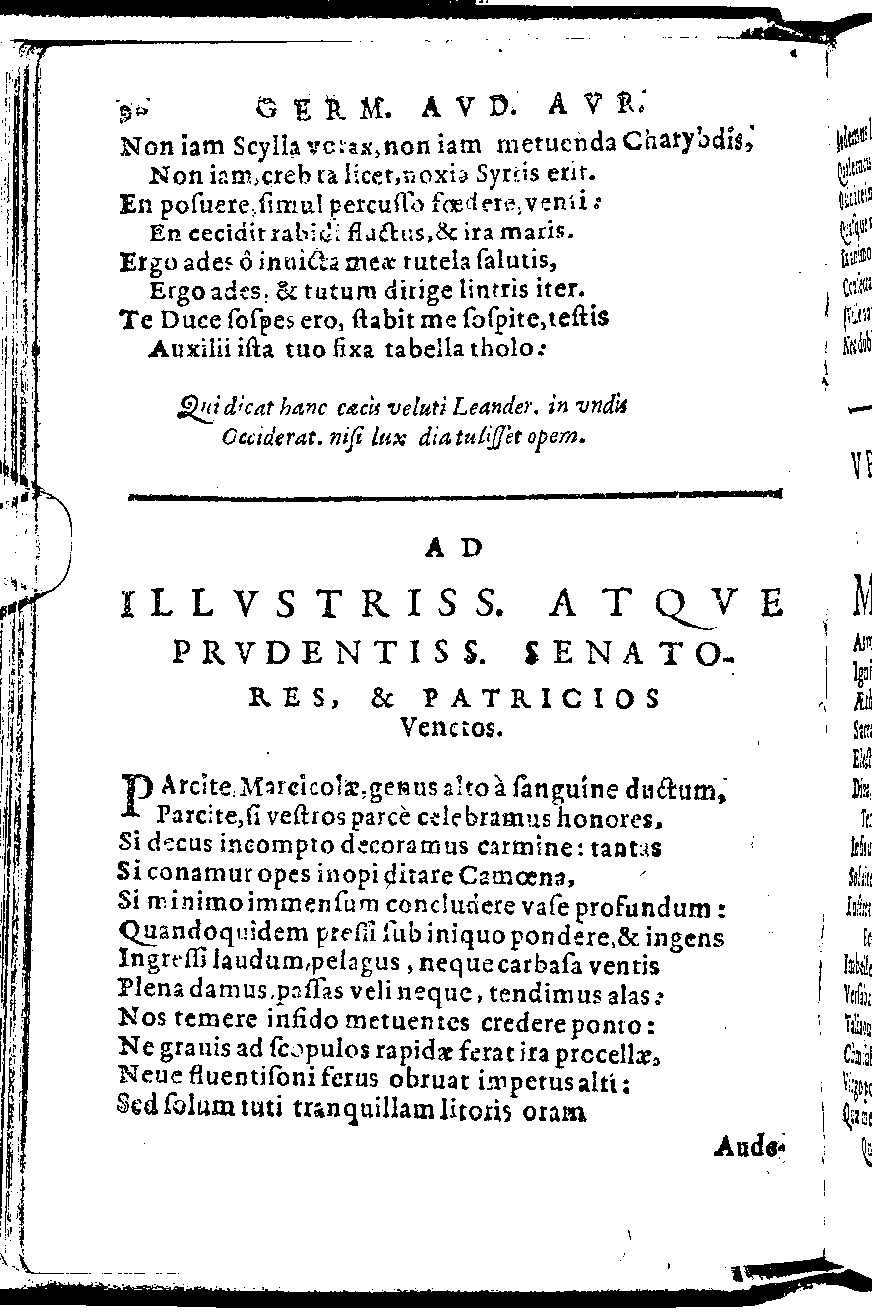 GERM. AVD. AVR.
Non iam Scylla vorax, non iam metuenda Charybdis,
Non iam, crebra licet, noxia Syrtis erit.
En posuere, simul percusso fœdere, venti:
En cecidit rabidi fluctus, & ira maris.
Ergo ades ô inuicta meæ tutela salutis,
Ergo ades, & tutum dirige lintris iter.
Te Duce sospes ero, stabit me sospite, testis
Auxilii ista tuo fixa tabella tholo:
Qui dicat hanc cæcis veluti Leander. in vndis
Occiderat. nisi lux dia tulisset opem.
AD
ILLVSTRISS. ATQVE
PRVDENTISS. SENATO-
RES, & PATRICIOS
Venetos.
PArcite, Marcicolæ, genus alto à sanguine ductum,
Parcite, si vestros parcè celebramus honores,
Si decus incompto decoramus carmine: tantas
Si conamur opes inopi ditare Camœna,
Si minimo immensum concludere vase profundum:
Quandoquidem pressi sub iniquo pondere, & ingens
Ingressi laudum, pelagus, neque carbasa ventis
Plena damus, passas veli neque, tendimus alas:
Nos temere infido metuentes credere ponto:
Ne grauis ad scopulos rapidæ ferat ira procellæ,
Neue fluentisoni ferus obruat impetus alti:
Sed solum tuti tranquillam litoris oram
Aude-